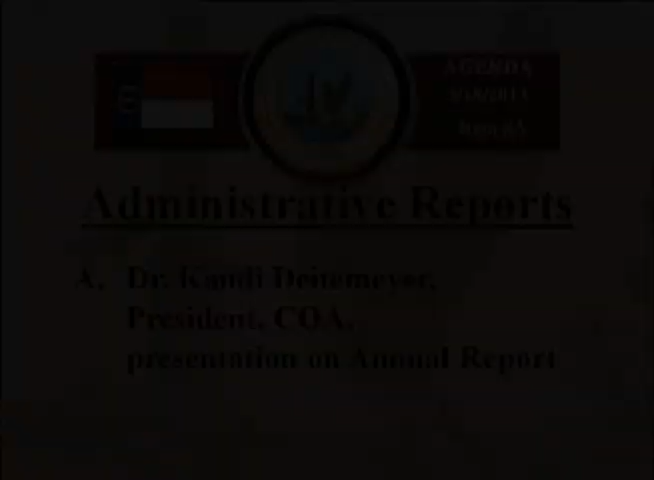 AGENDA
Administrative Reports
A. Dr. Kandi Deitemeyer,
President, COA,
presentation on Annual Report